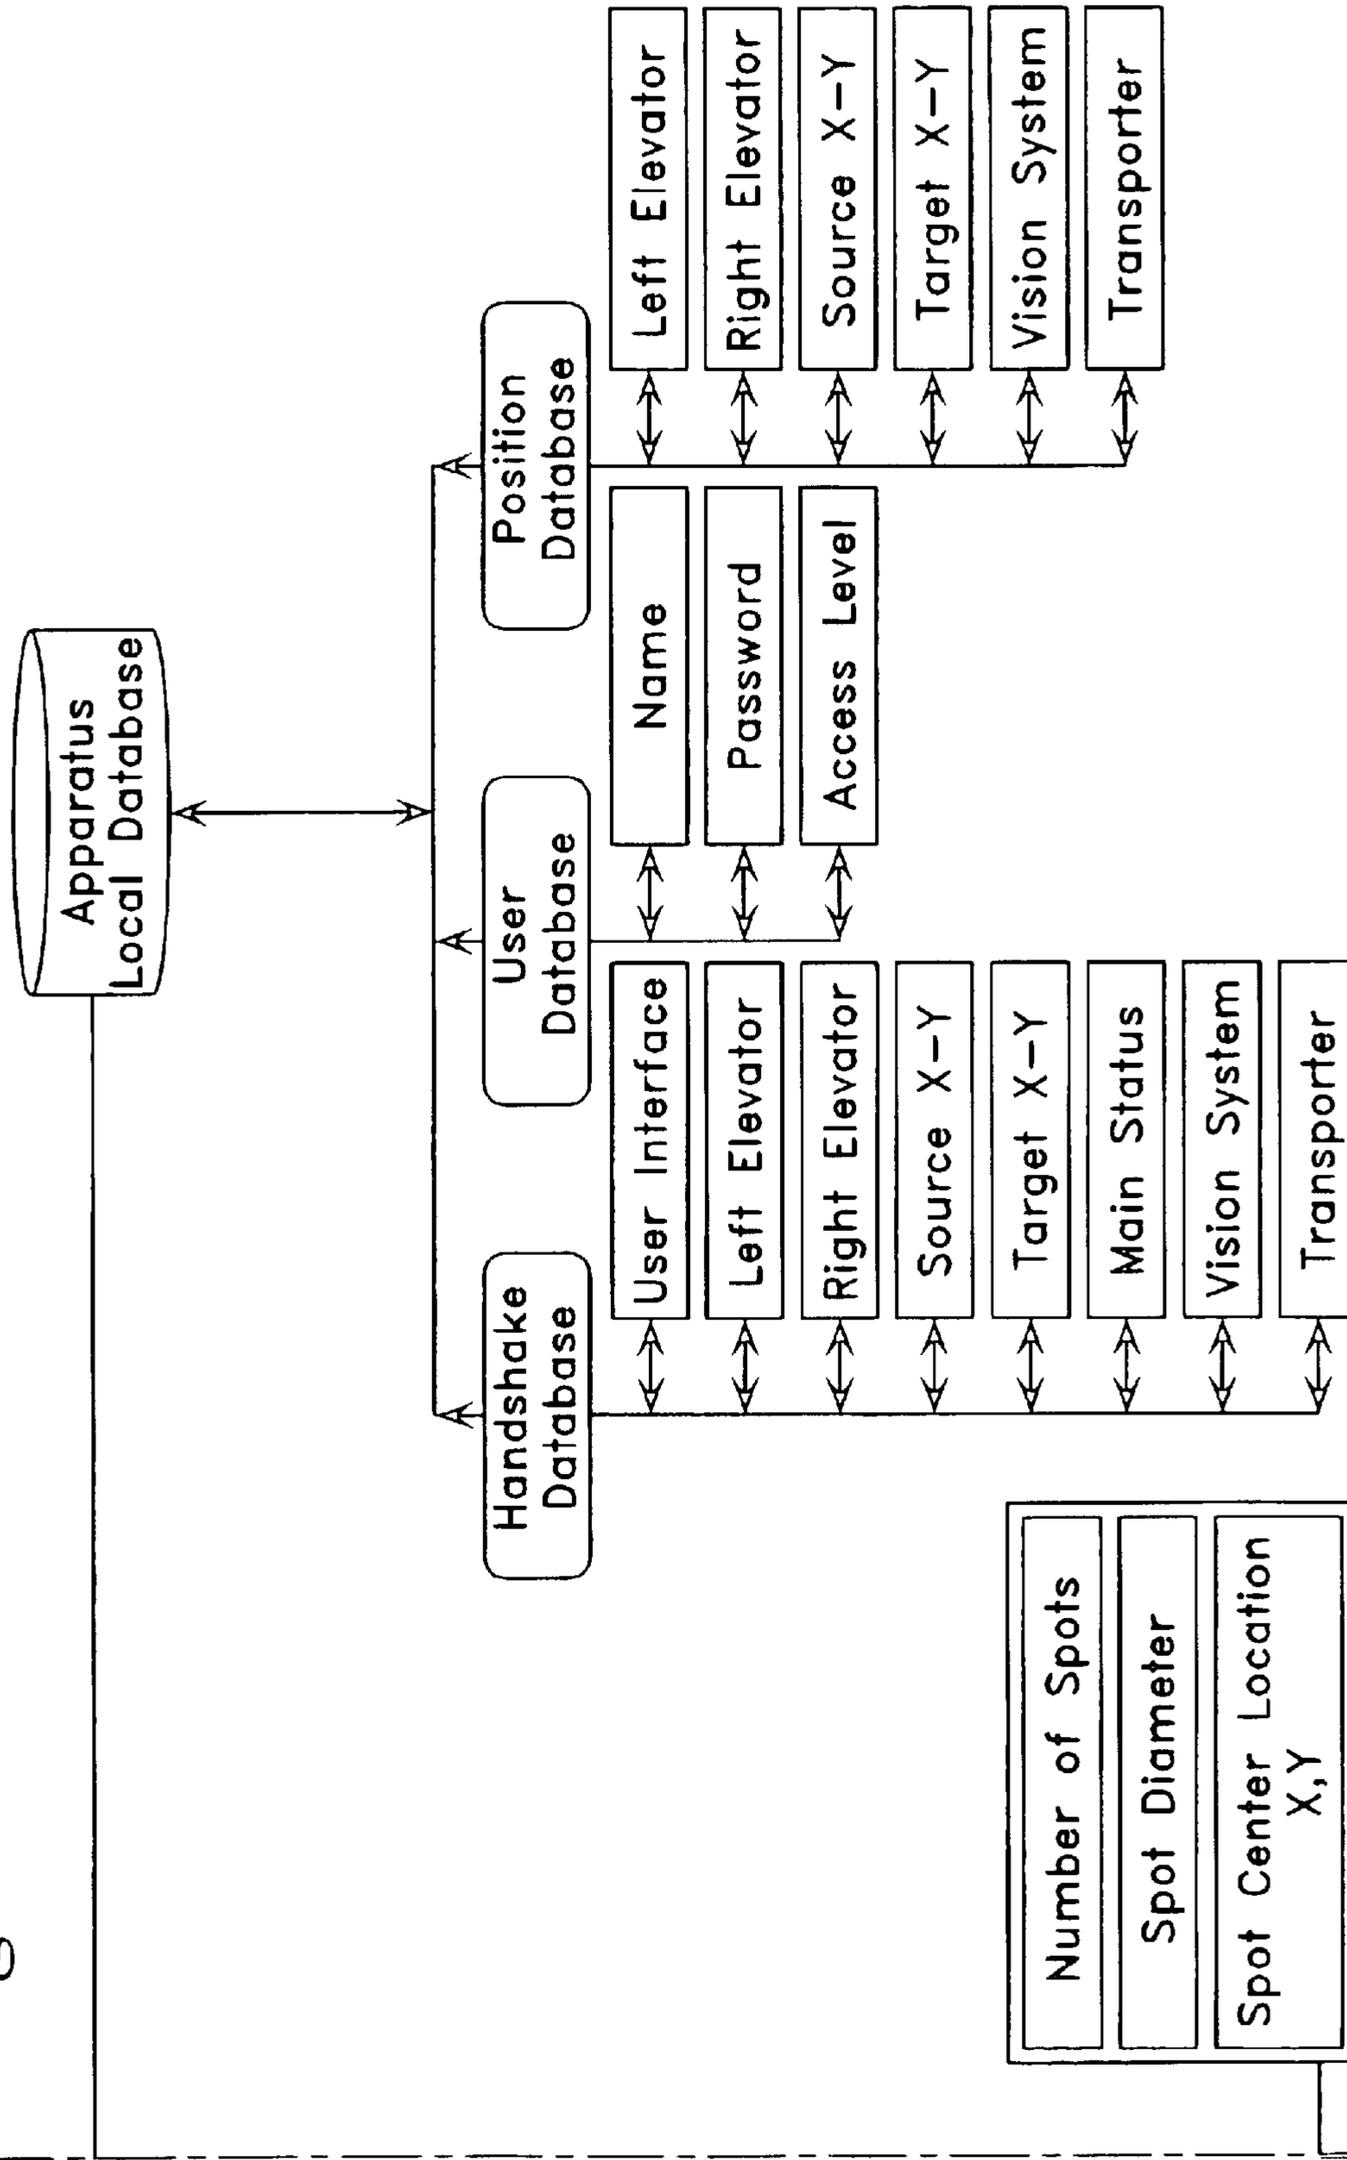 Apparatus
Local Database
Handshake
Database
User Interface
Left Elevator
Right Elevator
Source X-Y
Target X-Y
Main Status
Vision System
Transporter
User
Database
Name
Password
Access Level
Position
Database
Left Elevator
Right Elevator
Source X-Y
Target X-Y
Vision System
Transporter
Number of Spots
Spot Diameter
Spot Center Location
X,Y